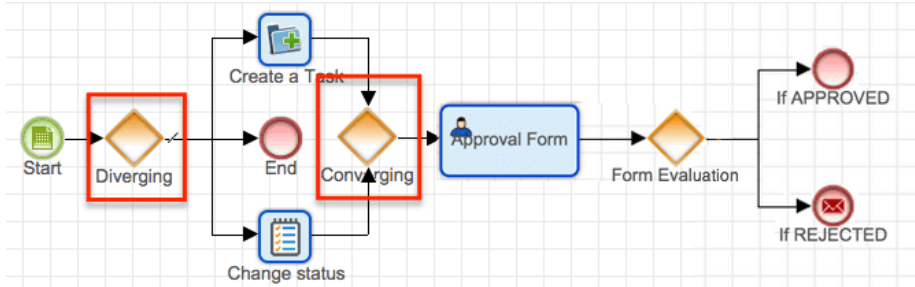 Create a Task
If APPROVED
Start
Diverging
End
Converging
Approval Form
Form Evaluation
If REJECTED
Change status